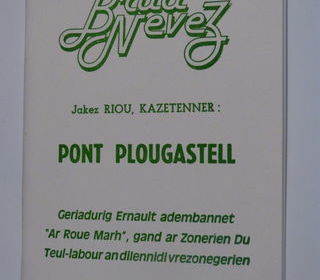 Brud
Nevez
Jakez RIOU, KAZETENNER :
PONT PLOUGASTELL
Geriadurig Ernault adembannet
"Ar Roue Marh", gand ar Zonerien Du
Teul-labour an dilennidi vrezonegerien